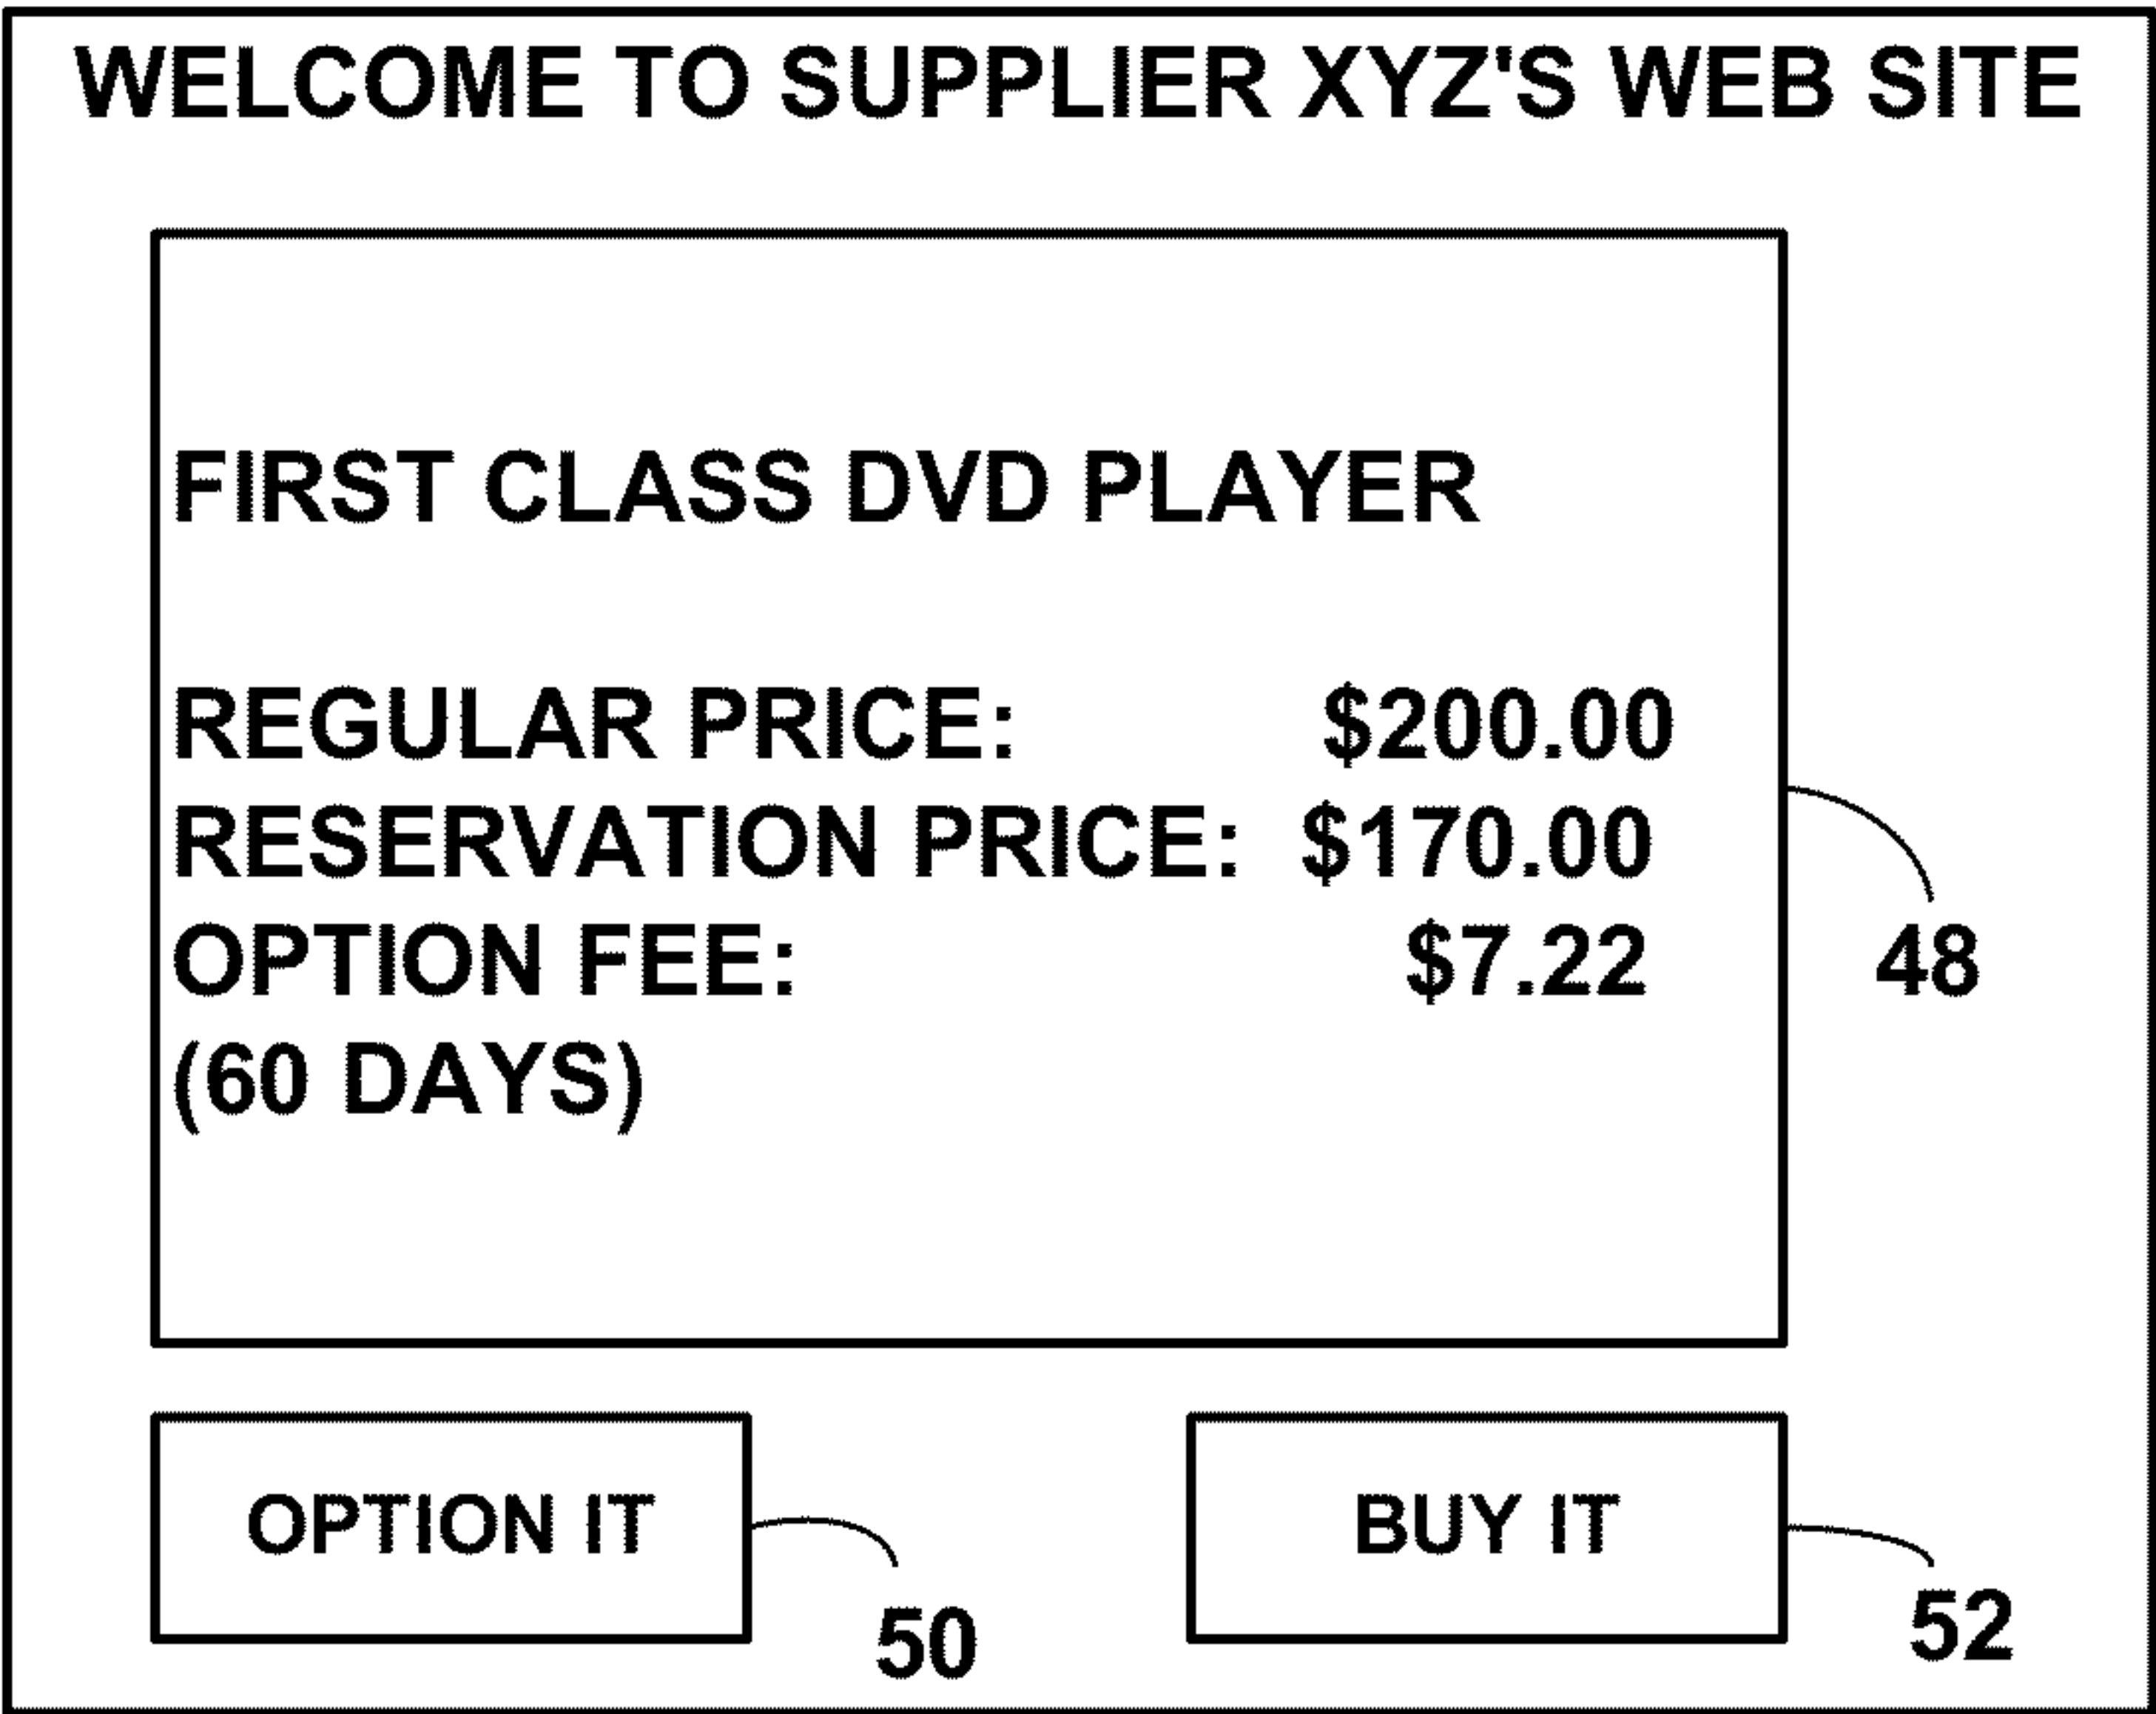 WELCOME TO SUPPLIER XYZ'S WEB SITE
FIRST CLASS DVD PLAYER
REGULAR PRICE: $200.00
RESERVATION PRICE: $170.00
OPTION FEE: $7.22
(60 DAYS)
48
OPTION IT
50
BUY IT
52